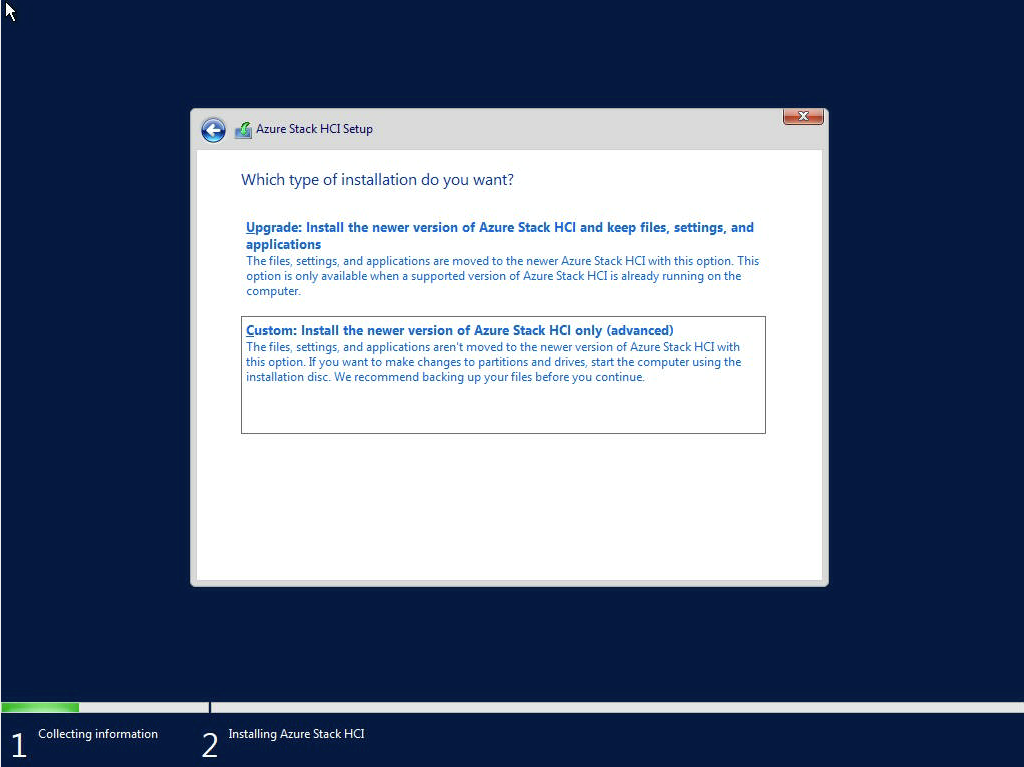 Azure Stack HCI Setup
Which type of installation do you want?
Upgrade: Install the newer version of Azure Stack HCI and keep files, settings, and
applications
The files, settings, and applications are moved to the newer Azure Stack HCI with this option. This
option is only available when a supported version of Azure Stack HCI is already running on the
computer.
Custom: Install the newer version of Azure Stack HCI only (advanced)
The files, settings, and applications aren't moved to the newer version of Azure Stack HCI with
this option. If you want to make changes to partitions and drives, start the computer using the
installation disc. We recommend backing up your files before you continue.
1 Collecting information
2 Installing Azure Stack HCI